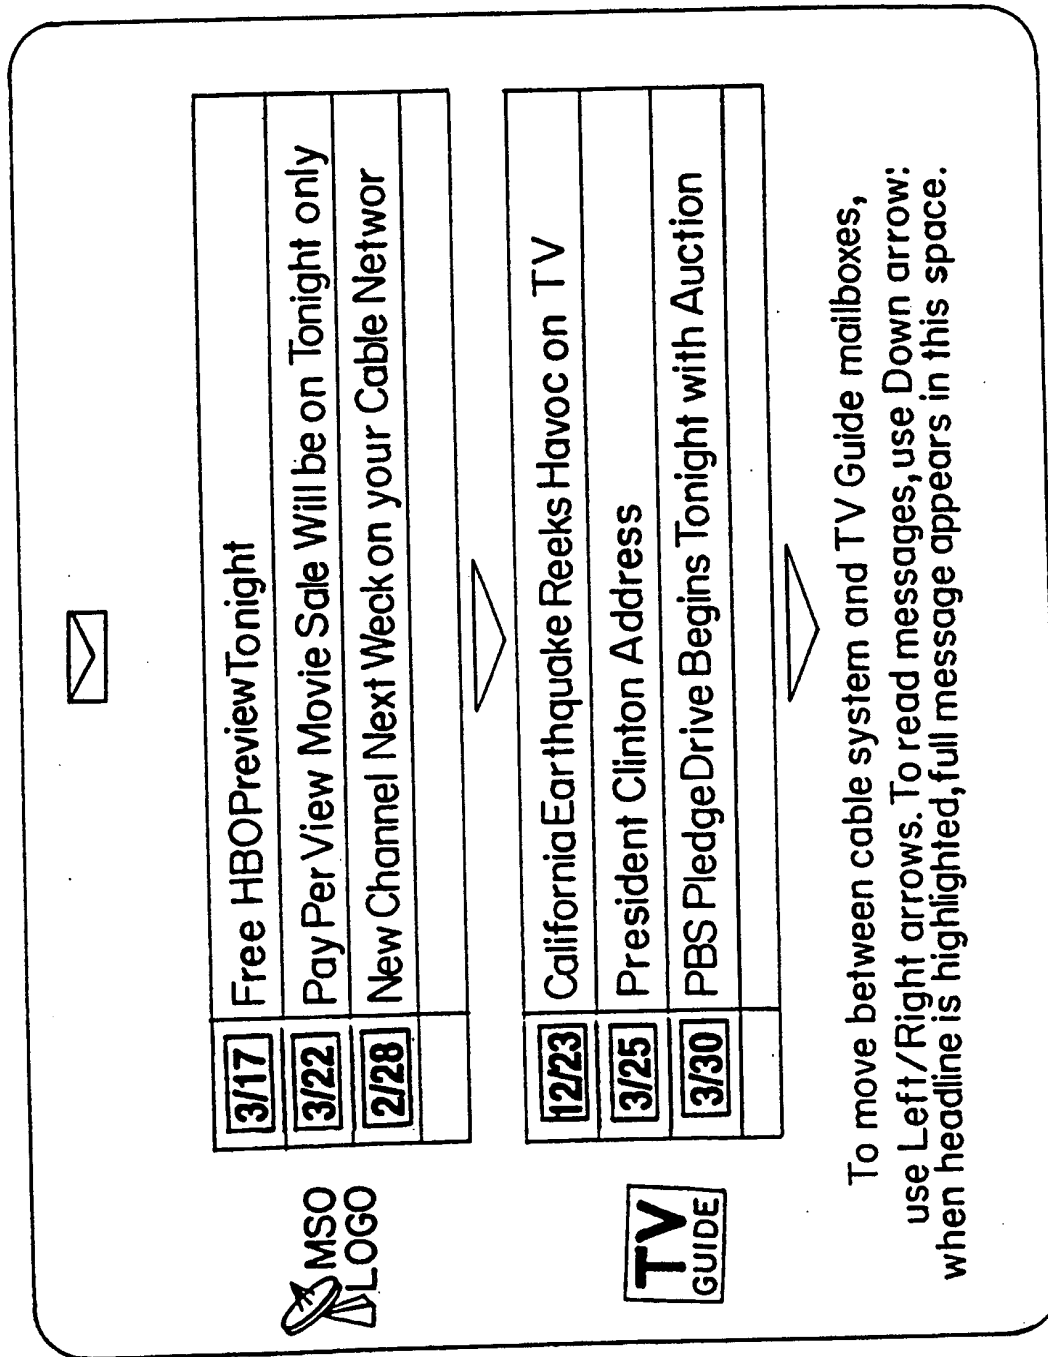 MSO
LOGO
3/17 Free HBOPreviewTonight
3/22 Pay Per View Movie Sale Will be on Tonight only
2/28 New Channel Next Weck on your Cable Networ
TV
GUIDE
12/23 California Earthquake Reeks Havoc on TV
3/25 President Clinton Address
3/30 PBS Pledge Drive Begins Tonight with Auction
To move between cable system and TV Guide mailboxes,
use Left/Right arrows. To read messages, use Down arrow:
when headline is highlighted, full message appears in this space.